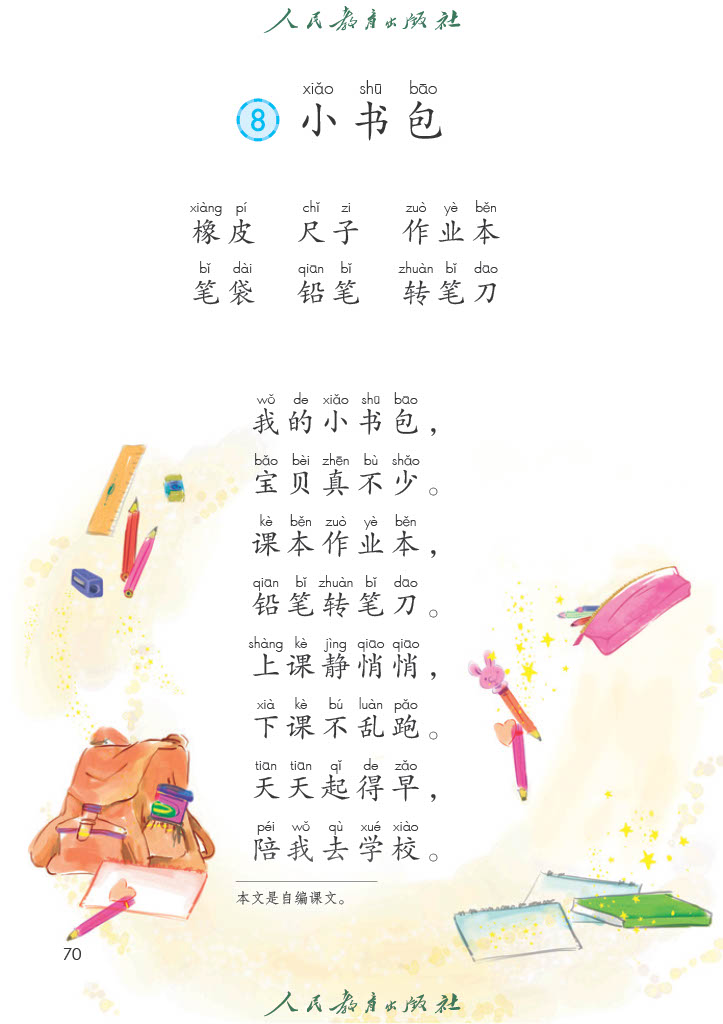 人民教育出版社
xiǎo shū bāo
8 小书包
xiàng pí chǐ zi zuò yè běn
橡皮 尺子 作业本
bǐ dài qiān bǐ zhuàn bǐ dāo
笔袋 铅笔 转笔刀
wǒ de xiǎo shū bāo
我的小书包，
bǎo bèi zhēn bù shǎo
宝贝真不少。
kè běn zuò yè běn
课本作业本，
qiān bǐ zhuàn bǐ dāo
铅笔转笔刀。
shàng kè jìng qiāo qiāo
上课静悄悄，
xià kè bú luàn pǎo
下课不乱跑。
tiān tiān qǐ de zǎo
天天起得早，
péi wǒ qù xué xiào
陪我去学校。
本文是自编课文。
70
人民教育出版社